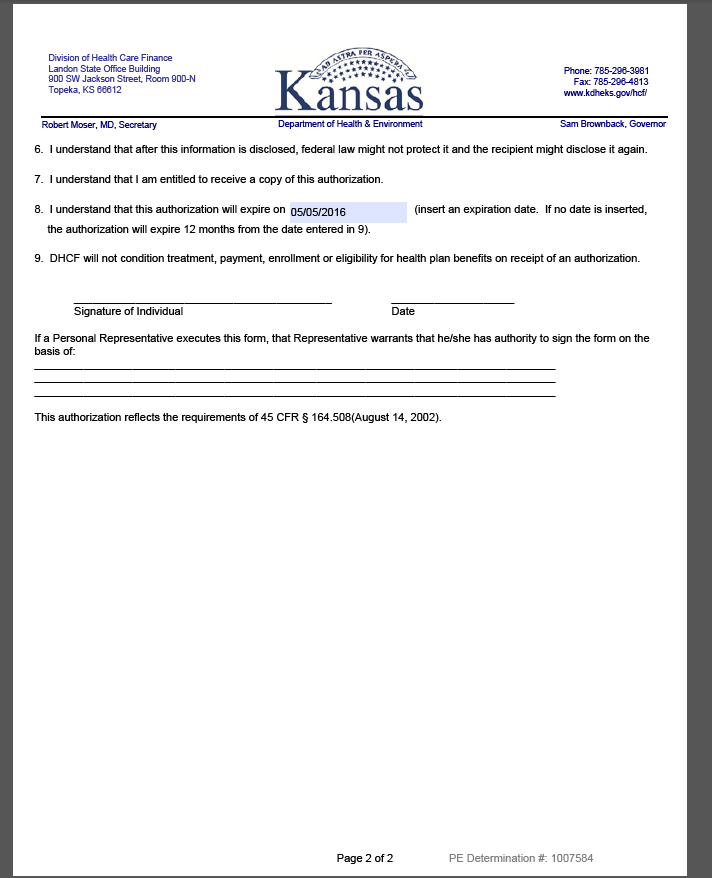 Division of Health Care Finance
Landon State Office Building
900 SW Jackson Street, Room 900-N
Topeka, KS 66612
AD ASTRA PER ASPERA
Kansas
Phone: 785-296-3981
Fax: 785-296-4813
www.kdheks.gov/hcf/
Robert Moser, MD, Secretary
Department of Health & Environment
Sam Brownback, Governor
6. I understand that after this information is disclosed, federal law might not protect it and the recipient might disclose it again.
7. I understand that I am entitled to receive a copy of this authorization.
8. I understand that this authorization will expire on 05/05/2016 (insert an expiration date. If no date is inserted,
the authorization will expire 12 months from the date entered in 9).
9. DHCF will not condition treatment, payment, enrollment or eligibility for health plan benefits on receipt of an authorization.
Signature of Individual
Date
If a Personal Representative executes this form, that Representative warrants that he/she has authority to sign the form on the
basis of:
This authorization reflects the requirements of 45 CFR § 164.508(August 14, 2002).
Page 2 of 2
PE Determination #: 1007584